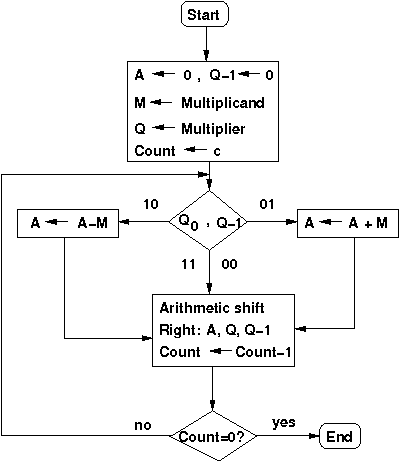 Start
A ← 0 , Q−1 ← 0
M ← Multiplicand
Q ← Multiplier
Count ← c
10
01
A ← A−M
Q0 , Q−1
A ← A + M
11 00
Arithmetic shift
Right: A, Q, Q−1
Count ← Count−1
no
yes
Count=0?
End